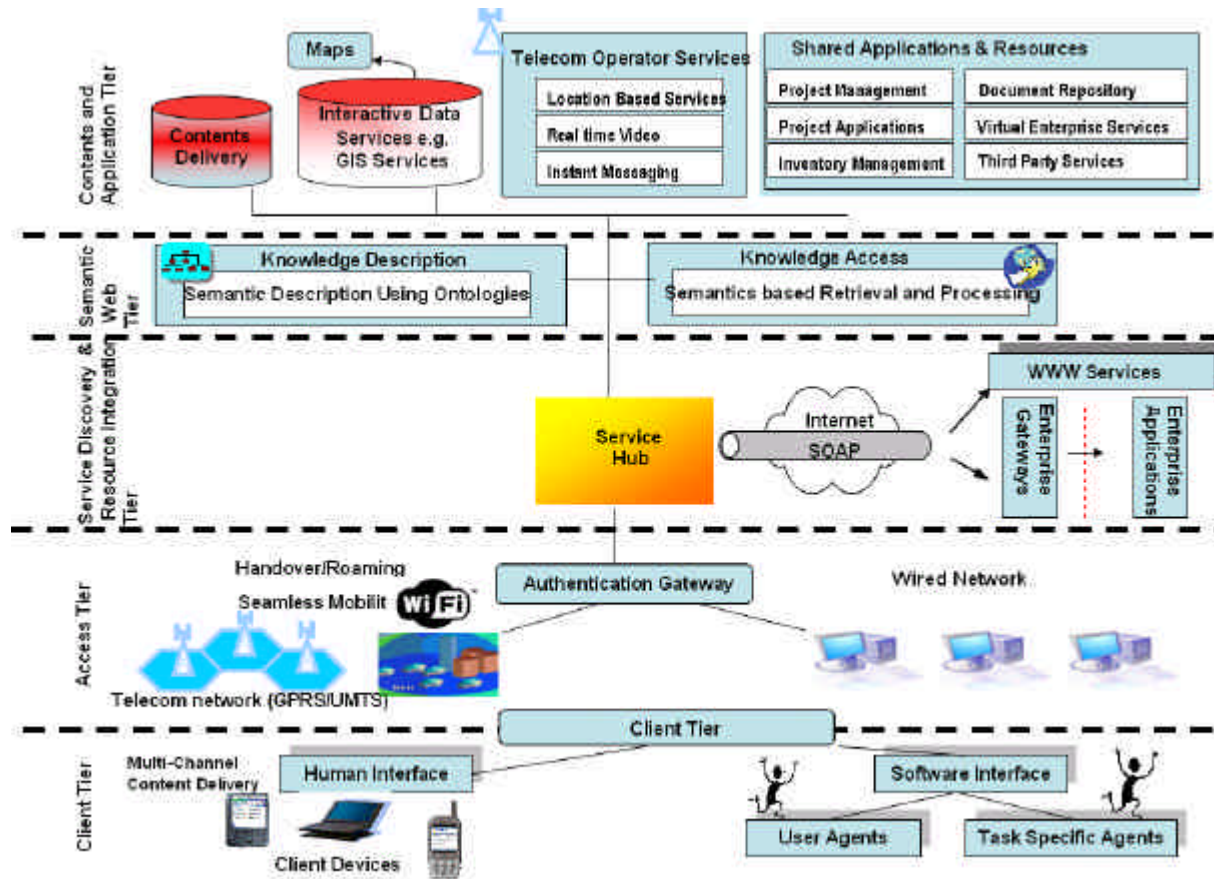 Contents and
Application Tier
Maps
Contents
Delivery
Interactive Data
Services e.g.
GIS Services
Telecom Operator Services
Location Based Services
Real time Video
Instant Mossaging
Shared Applications & Resources
Project Management
Document Repository
Project Applications
Virtual Enterprise Services
Inventory Management
Third Party Services
Semantic
Web
Tier
Knowledge Description
Semantic Description Using Ontologies
Knowledge Access
Semantics based Retrieval and Processing
Service Discovery &
Resource Integration
Tier
Service
Hub
Internet
SOAP
WWW Services
Enterprise
Gateways
Enterprise
Applications
Access Tier
Handover/Roaming
Seamless Mobilit
WiFi
Telecom network (GPRS/UMTS)
Authentication Gateway
Wired Network
Client Tier
Client Tier
Multi-Channel
Content Delivery
Human Interface
Client Devices
Software Interface
User Agents
Task Specific Agents